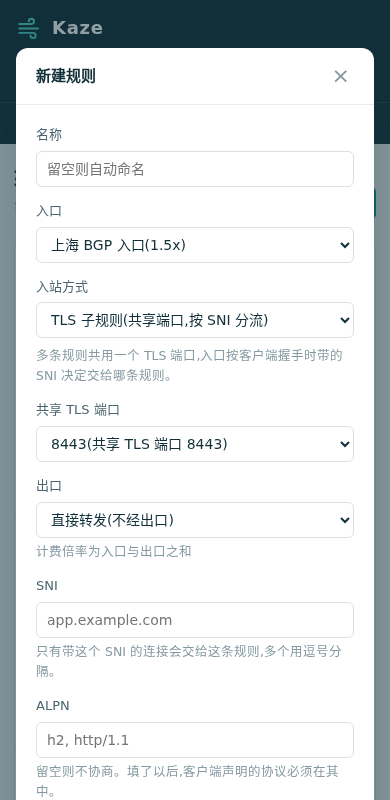 Kaze
新建规则
名称
留空则自动命名
入口
上海 BGP 入口(1.5x)
入站方式
TLS 子规则(共享端口,按 SNI 分流)
多条规则共用一个 TLS 端口,入口按客户端握手时带的
SNI 决定交给哪条规则。
共享 TLS 端口
8443(共享 TLS 端口 8443)
出口
直接转发(不经出口)
计费倍率为入口与出口之和
SNI
app.example.com
只有带这个 SNI 的连接会交给这条规则,多个用逗号分
隔。
ALPN
h2, http/1.1
留空则不协商。填了以后,客户端声明的协议必须在其
中。